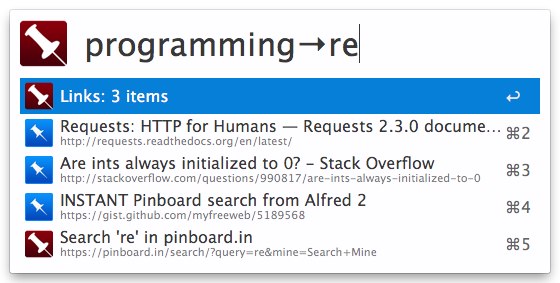 programming→re
Links: 3 items ↩
Requests: HTTP for Humans — Requests 2.3.0 docume... ⌘2
http://requests.readthedocs.org/en/latest/
Are ints always initialized to 0? – Stack Overflow ⌘3
http://stackoverflow.com/questions/990817/are-ints-always-initialized-to-0
INSTANT Pinboard search from Alfred 2 ⌘4
https://gist.github.com/myfreeweb/5189568
Search 're' in pinboard.in ⌘5
https://pinboard.in/search/?query=re&mine=Search+Mine